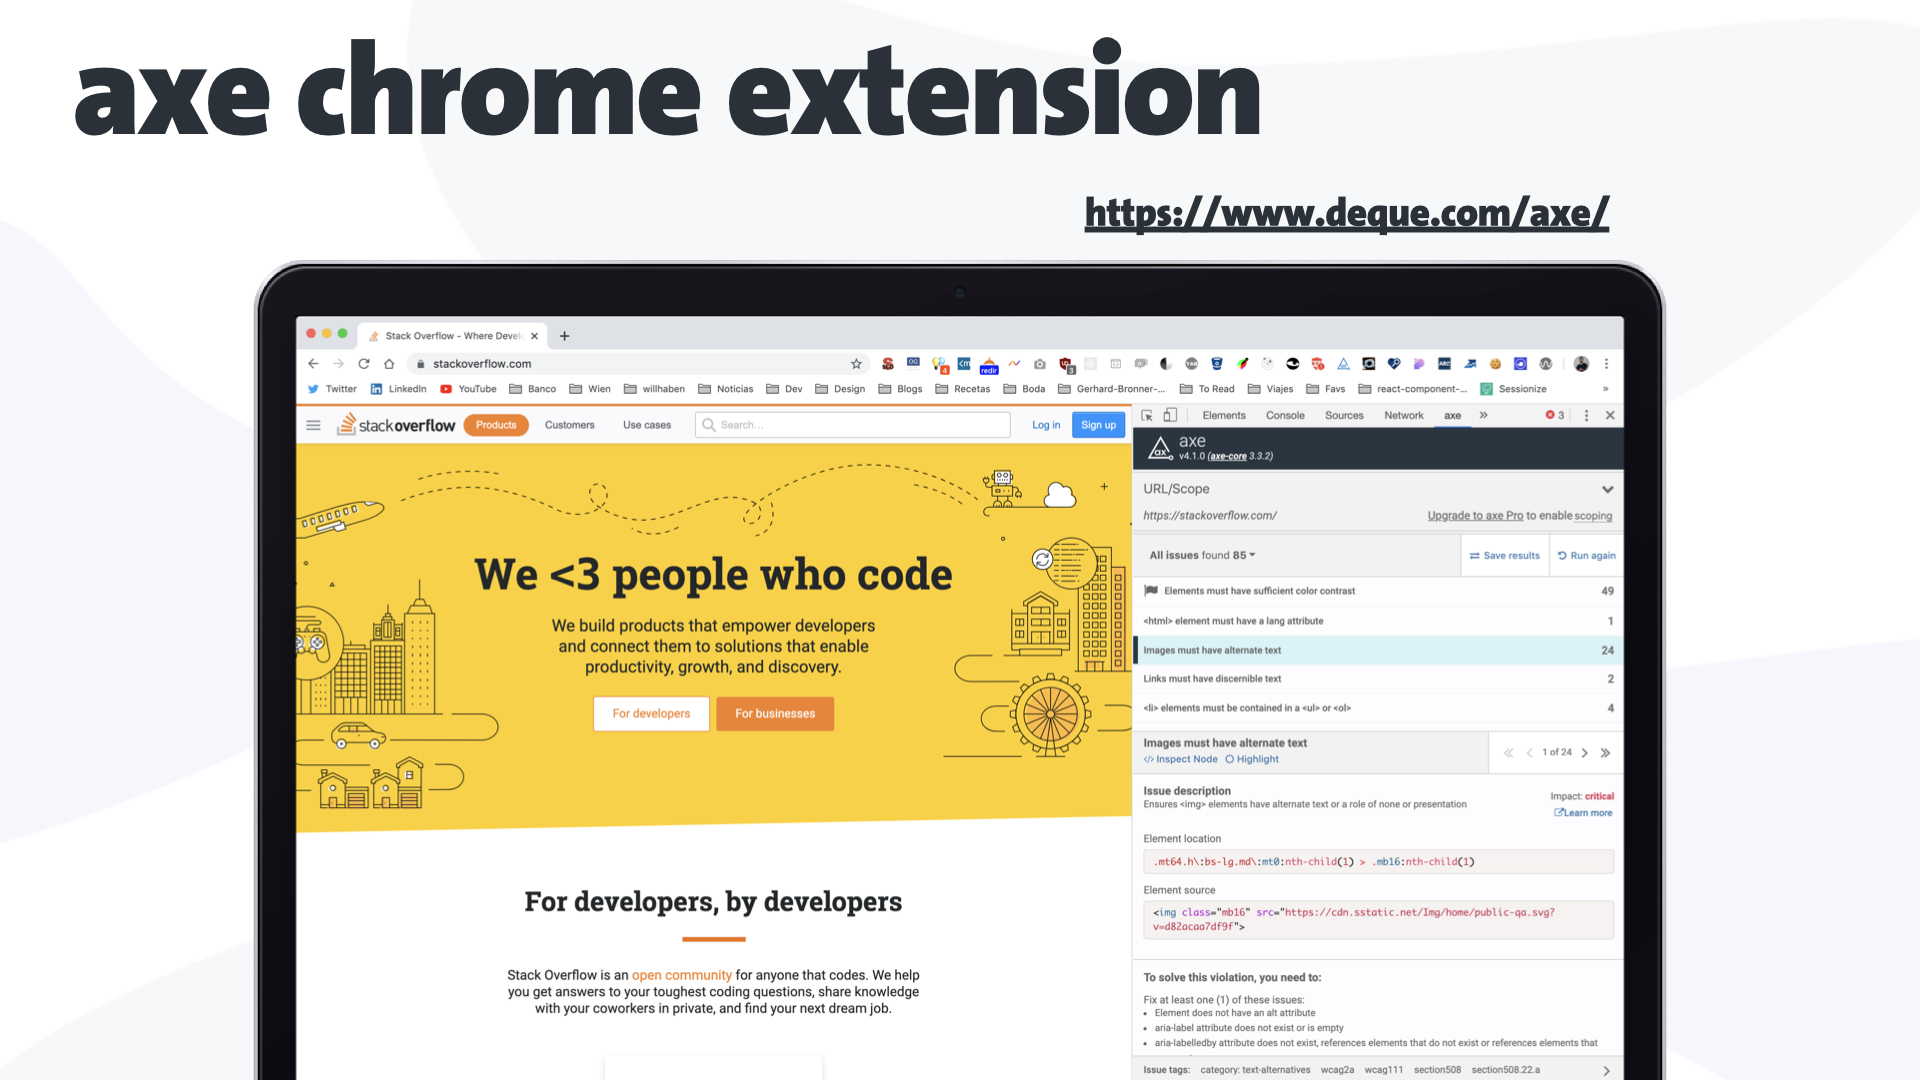 axe chrome extension
https://www.deque.com/axe/
Stack Overflow - Where Devel
stackoverflow.com
4
redir
3
Twitter LinkedIn YouTube Banco Wien willhaben Noticias Dev Design Blogs Recetas Boda Gerhard-Bronner-... To Read Viajes Favs react-component-... Sessionize »
stackoverflow Products Customers Use cases Search... Log in Sign up
We <3 people who code
We build products that empower developers
and connect them to solutions that enable
productivity, growth, and discovery.
For developers For businesses
For developers, by developers
Stack Overflow is an open community for anyone that codes. We help
you get answers to your toughest coding questions, share knowledge
with your coworkers in private, and find your next dream job.
Elements Console Sources Network axe » 3
axe
v4.1.0 (axe-core 3.3.2)
URL/Scope
https://stackoverflow.com/ Upgrade to axe Pro to enable scoping
All issues found 85 Save results Run again
Elements must have sufficient color contrast 49
<html> element must have a lang attribute 1
Images must have alternate text 24
Links must have discernible text 2
<li> elements must be contained in a <ul> or <ol> 4
Images must have alternate text
</> Inspect Node Highlight
1 of 24
Issue description
Ensures <img> elements have alternate text or a role of none or presentation
Impact: critical
Learn more
Element location
.mt64.h\:bs-lg.md\:mt0:nth-child(1) > .mb16:nth-child(1)
Element source
<img class="mb16" src="https://cdn.sstatic.net/Img/home/public-qa.svg?
v=d82acaa7df9f">
To solve this violation, you need to:
Fix at least one (1) of these issues:
• Element does not have an alt attribute
• aria-label attribute does not exist or is empty
• aria-labelledby attribute does not exist, references elements that do not exist or references elements that
Issue tags: category: text-alternatives wcag2a wcag111 section508 section508.22.a